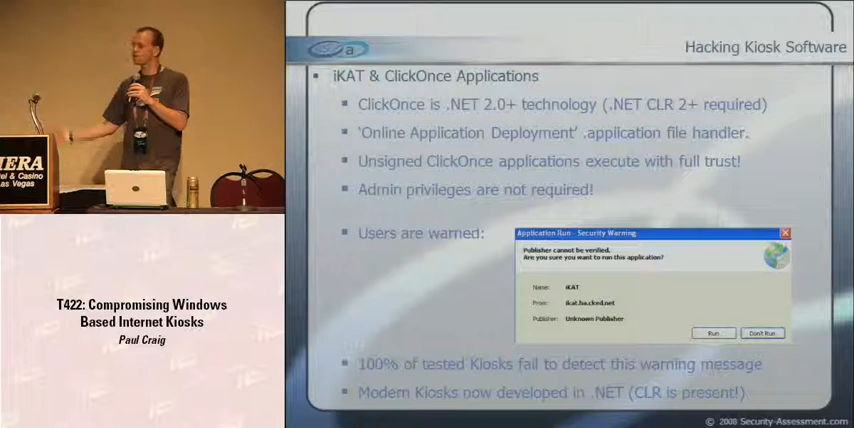 Hacking Kiosk Software
a
iKAT & ClickOnce Applications
ClickOnce is .NET 2.0+ technology (.NET CLR 2+ required)
'Online Application Deployment' .application file handler.
Unsigned ClickOnce applications execute with full trust!
Admin privileges are not required!
Users are warned:
Application Run - Security Warning
Publisher cannot be verified.
Are you sure you want to run this application?
Name: iKAT
From: ikat.ha.cked.net
Publisher: Unknown Publisher
Run
Don't Run
100% of tested Kiosks fail to detect this warning message
Modern Kiosks now developed in .NET (CLR is present!)
© 2008 Security-Assessment.com
IERA
el & Casino
as Vegas
T422: Compromising Windows
Based Internet Kiosks
Paul Craig